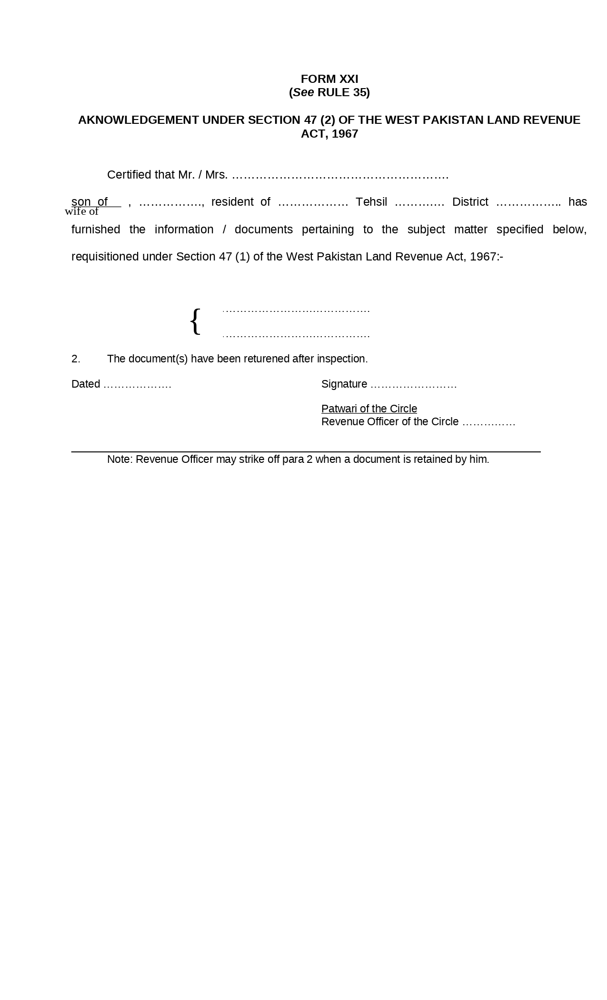 FORM XXI
(See RULE 35)
AKNOWLEDGEMENT UNDER SECTION 47 (2) OF THE WEST PAKISTAN LAND REVENUE
ACT, 1967
Certified that Mr. / Mrs. ……………………………………………….
son of , ……………., resident of ……………… Tehsil …………. District …………….. has
wife of
furnished the information / documents pertaining to the subject matter specified below,
requisitioned under Section 47 (1) of the West Pakistan Land Revenue Act, 1967:-
{ ………………………………….
………………………………….
2. The document(s) have been returened after inspection.
Dated ………………. Signature ……………………
Patwari of the Circle
Revenue Officer of the Circle ……………
Note: Revenue Officer may strike off para 2 when a document is retained by him.